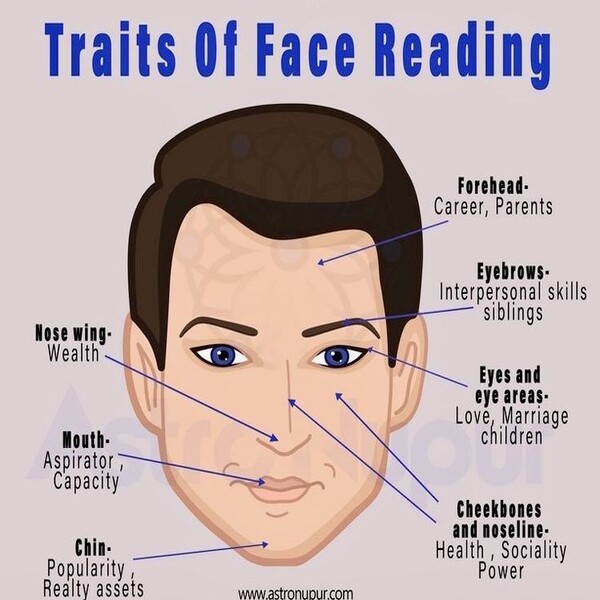 Traits Of Face Reading
Forehead-
Career, Parents
Eyebrows-
Interpersonal skills
siblings
Nose wing-
Wealth
Eyes and
eye areas-
Love, Marriage
children
Mouth-
Aspirator ,
Capacity
Cheekbones
and noseline-
Health , Sociality
Power
Chin-
Popularity ,
Realty assets
AstroNupur
www.astronupur.com